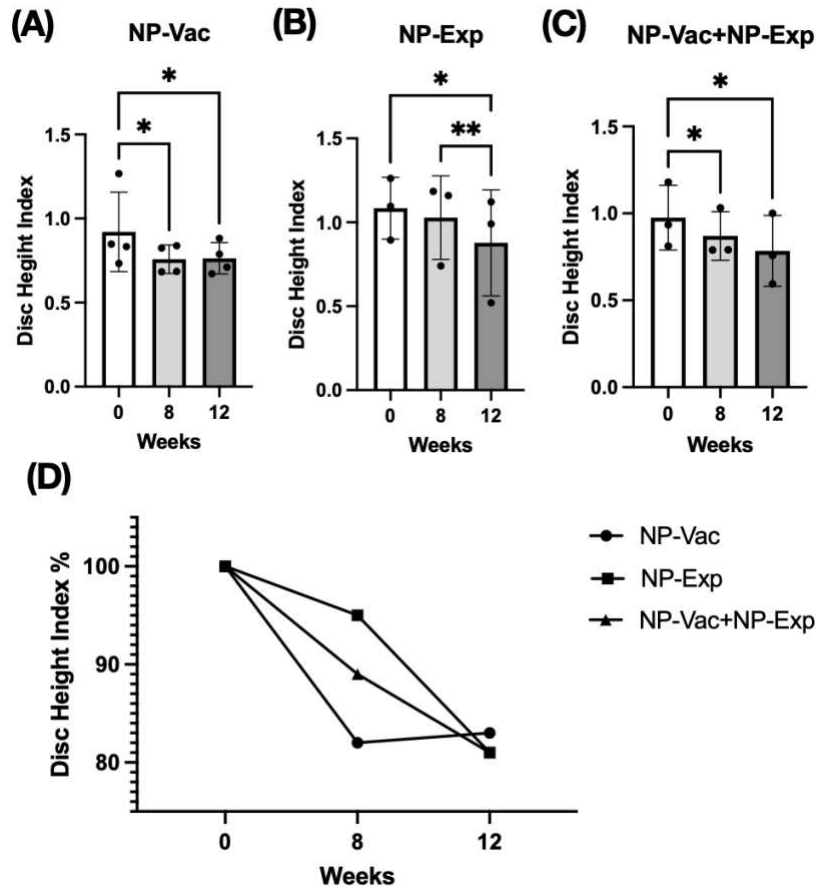 (A)
NP-Vac
*
*
Disc Hegiht Index
1.5
1.0
0.5
0.0
0 8 12
Weeks
(B)
NP-Exp
*
**
Disc Height Index
1.5
1.0
0.5
0.0
0 8 12
Weeks
(C)
NP-Vac+NP-Exp
*
*
Disc Height Index
1.5
1.0
0.5
0.0
0 8 12
Weeks
(D)
Disc Height Index %
100
90
80
0 8 12
Weeks
NP-Vac
NP-Exp
NP-Vac+NP-Exp